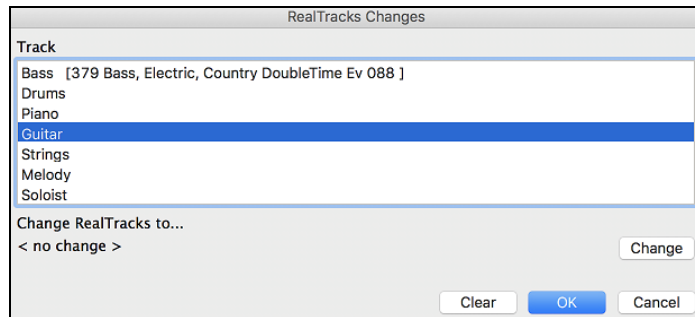 RealTracks Changes
Track
Bass [379 Bass, Electric, Country DoubleTime Ev 088 ]
Drums
Piano
Guitar
Strings
Melody
Soloist
Change RealTracks to...
< no change >
Change
Clear OK Cancel